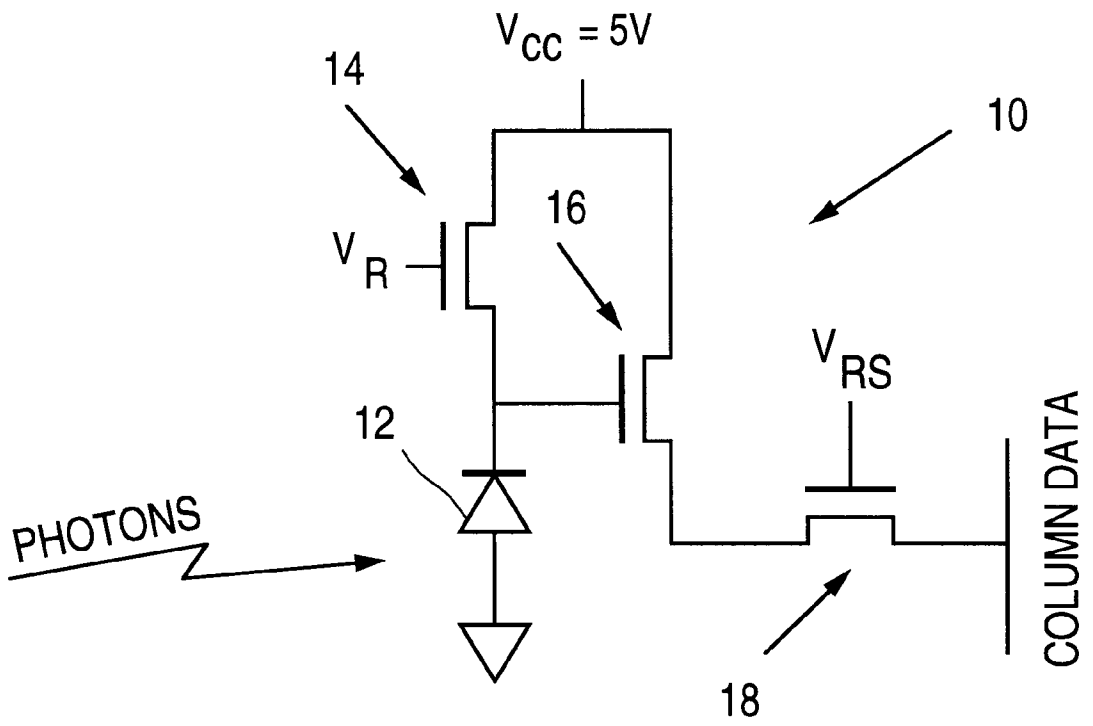 V_CC = 5V
14
10
16
V_R
V_RS
12
PHOTONS
COLUMN DATA
18